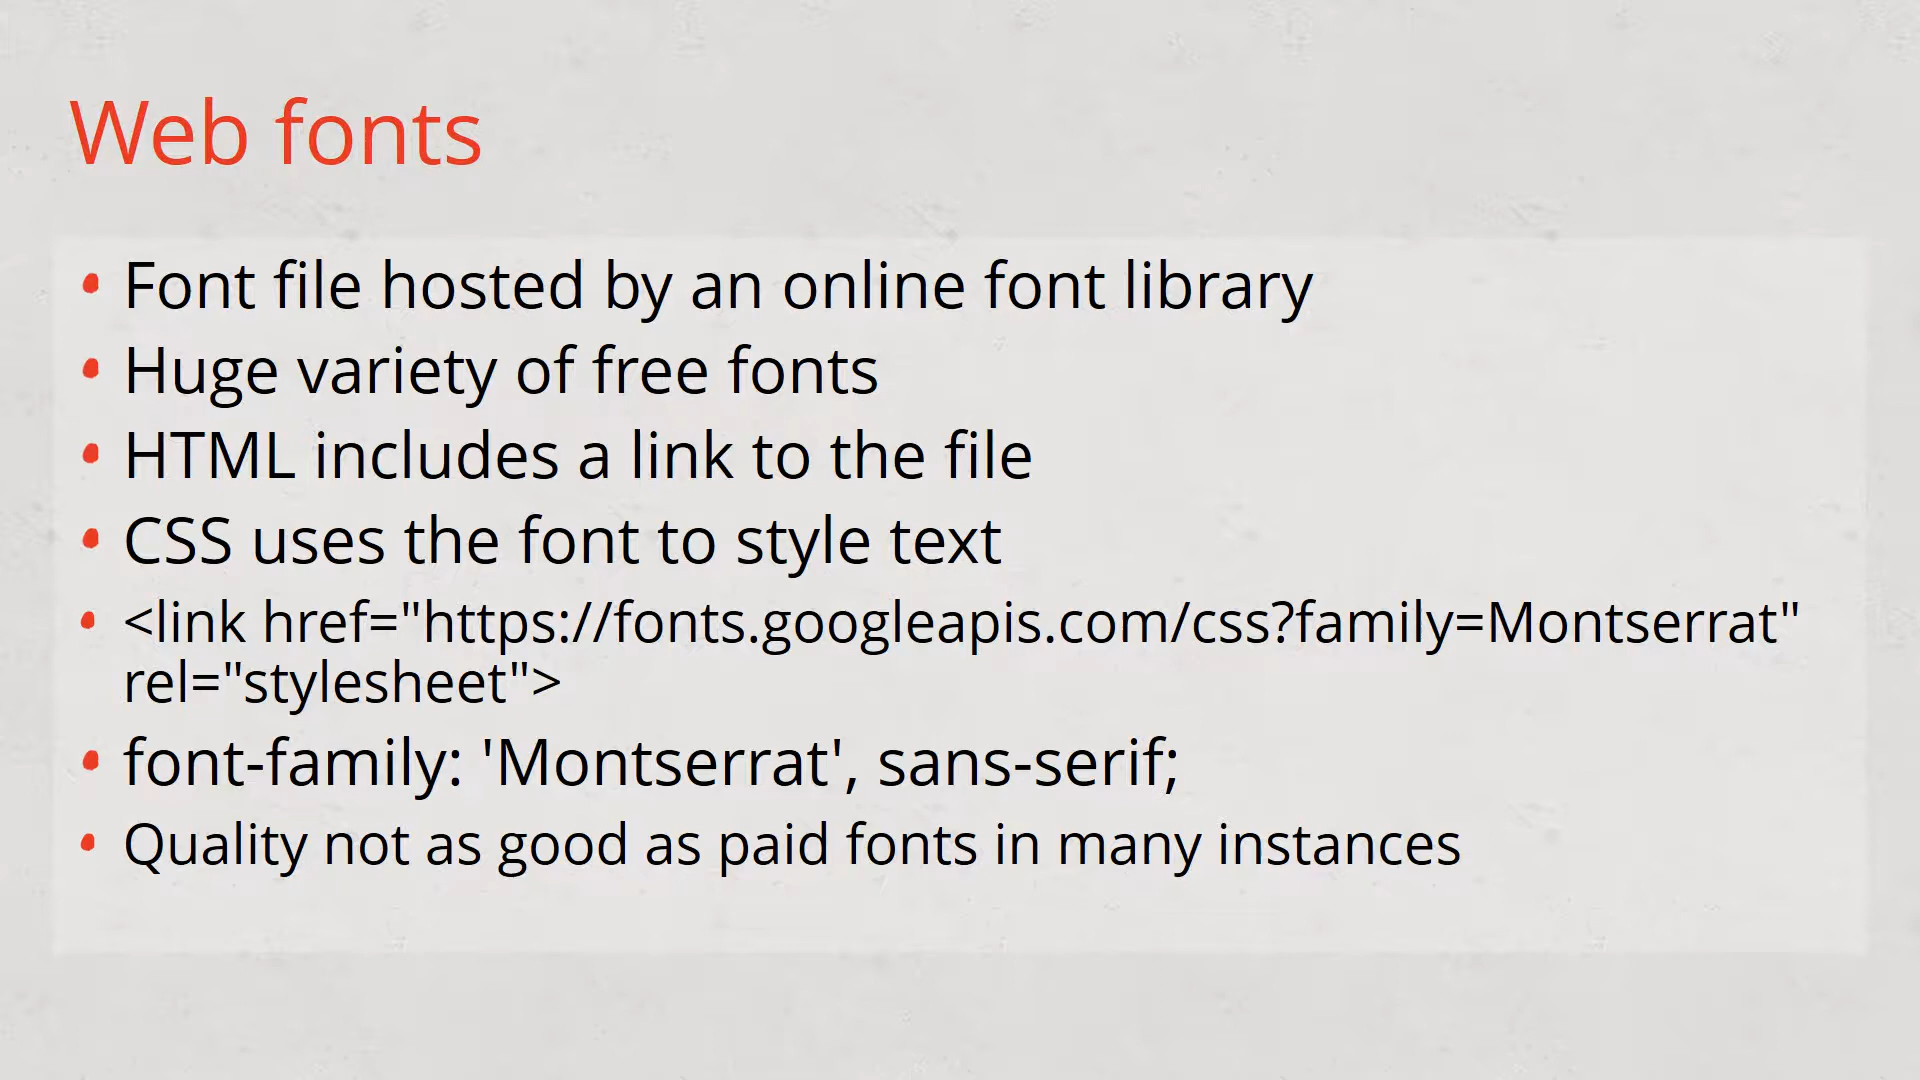 Web fonts
• Font file hosted by an online font library
• Huge variety of free fonts
• HTML includes a link to the file
• CSS uses the font to style text
• <link href="https://fonts.googleapis.com/css?family=Montserrat"
rel="stylesheet">
• font-family: 'Montserrat', sans-serif;
• Quality not as good as paid fonts in many instances